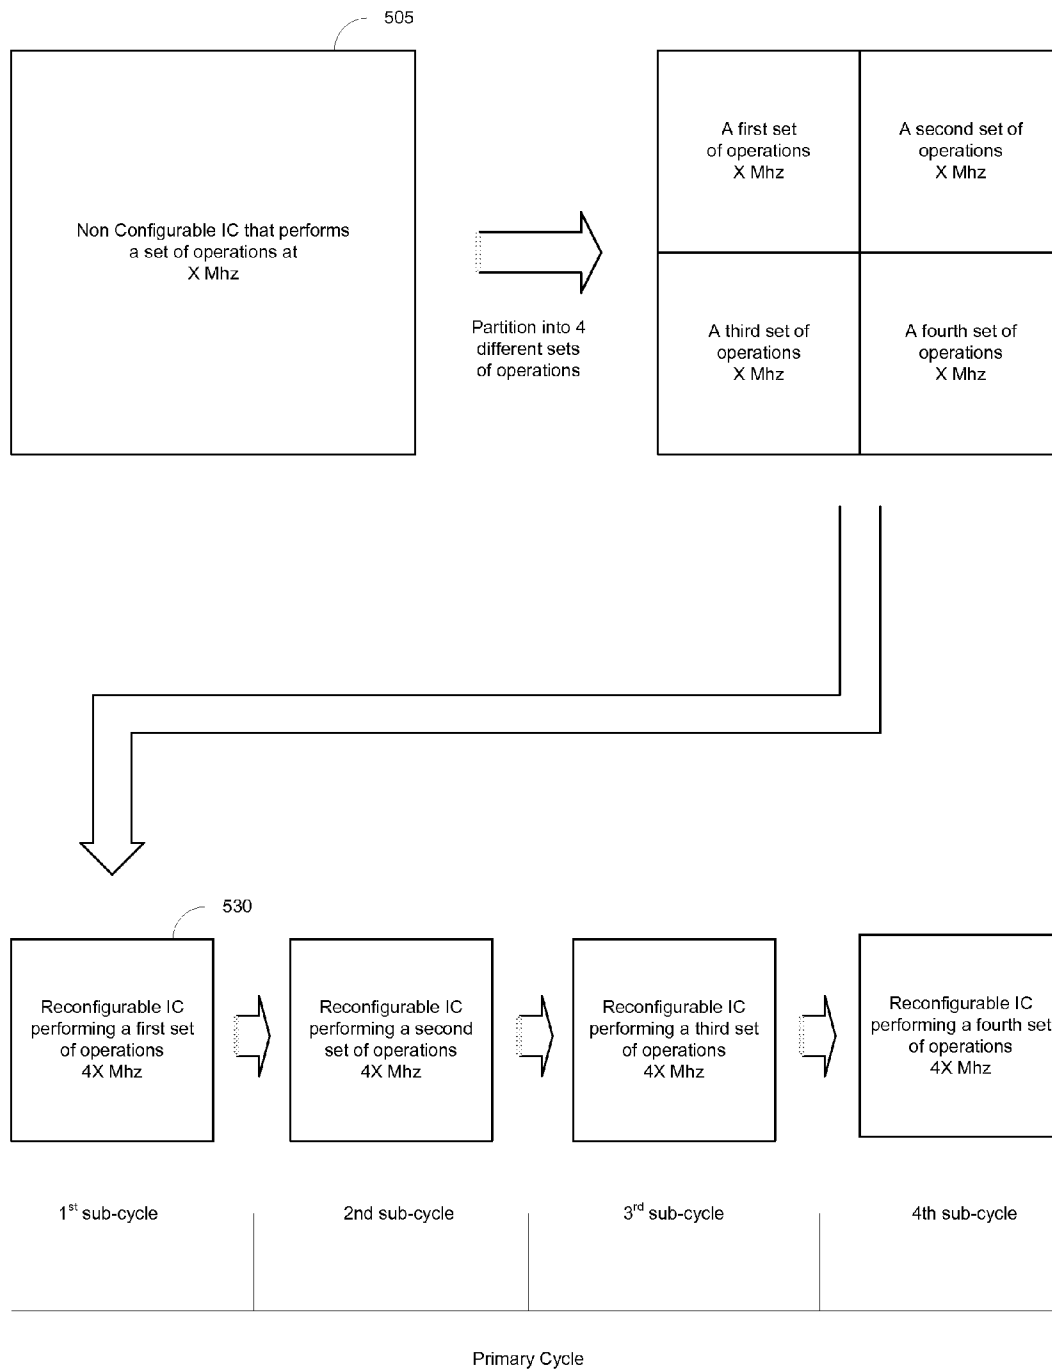 505
Non Configurable IC that performs
a set of operations at
X Mhz
Partition into 4
different sets
of operations
A first set
of operations
X Mhz
A second set of
operations
X Mhz
A third set of
operations
X Mhz
A fourth set of
operations
X Mhz
530
Reconfigurable IC
performing a first set
of operations
4X Mhz
Reconfigurable IC
performing a second
set of operations
4X Mhz
Reconfigurable IC
performing a third set
of operations
4X Mhz
Reconfigurable IC
performing a fourth set
of operations
4X Mhz
1st sub-cycle
2nd sub-cycle
3rd sub-cycle
4th sub-cycle
Primary Cycle